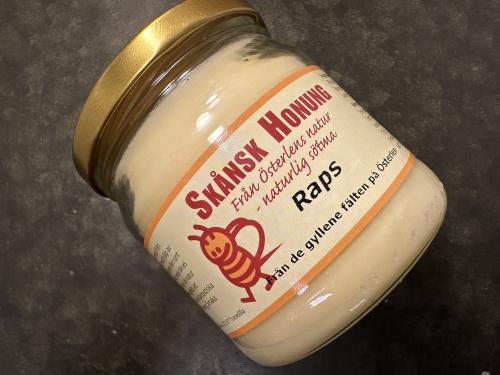 SKÅNSK HONUNG
Från Österlens natur
- naturlig sötma
Raps
Från de gyllene fälten på Österlen